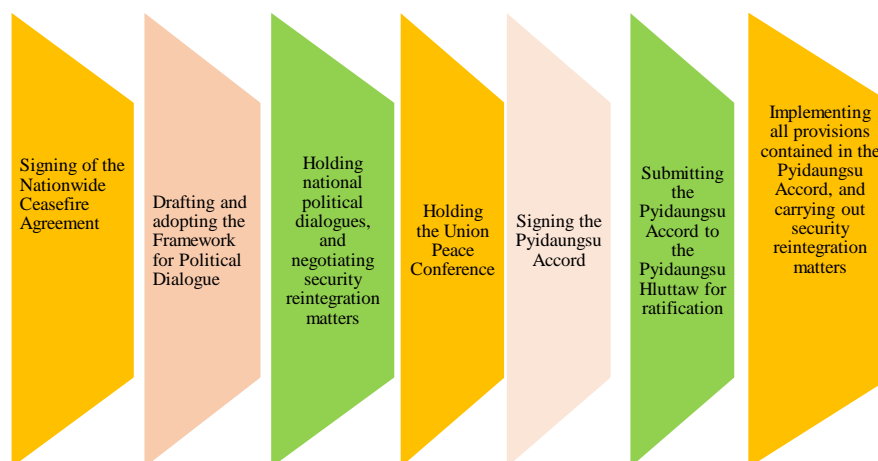 Signing of the
Nationwide
Ceasefire
Agreement
Drafting and
adopting the
Framework
for Political
Dialogue
Holding
national
political
dialogues,
and
negotiating
security
reintegration
matters
Holding
the Union
Peace
Conference
Signing the
Pyidaungsu
Accord
Submitting
the
Pyidaungsu
Accord to
the
Pyidaungsu
Hluttaw for
ratification
Implementing
all provisions
contained in the
Pyidaungsu
Accord, and
carrying out
security
reintegration
matters